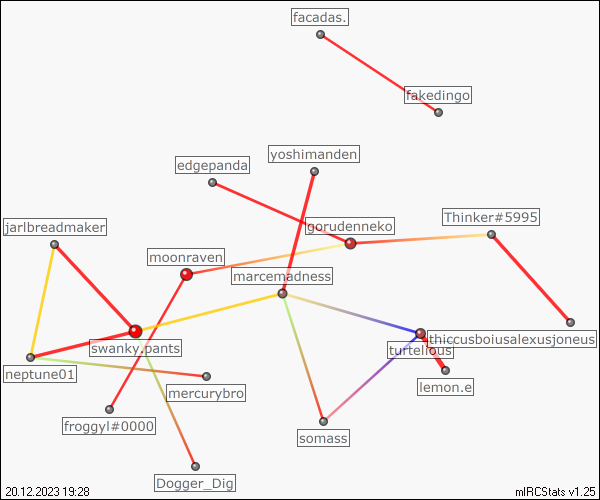 facadas.
fakedingo
yoshimanden
edgepanda
Thinker#5995
gorudenneko
jarlbreadmaker
moonraven
marcemadness
thiccusboiusalexusjoneus
swanky.pants
turtelious
neptune01
lemon.e
mercurybro
froggyl#0000
somass
Dogger_Dig
20.12.2023 19:28
mIRCStats v1.25